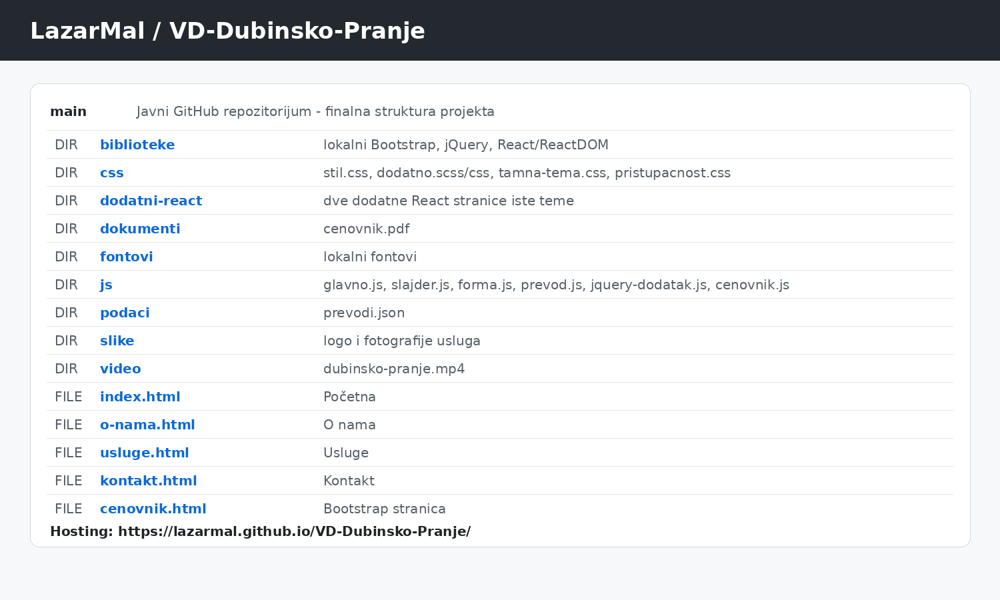 LazarMal / VD-Dubinsko-Pranje
main Javni GitHub repozitorijum - finalna struktura projekta
DIR biblioteke lokalni Bootstrap, jQuery, React/ReactDOM
DIR css stil.css, dodatno.scss/css, tamna-tema.css, pristupacnost.css
DIR dodatni-react dve dodatne React stranice iste teme
DIR dokumenti cenovnik.pdf
DIR fontovi lokalni fontovi
DIR js glavno.js, slajder.js, forma.js, prevod.js, jquery-dodatak.js, cenovnik.js
DIR podaci prevodi.json
DIR slike logo i fotografije usluga
DIR video dubinsko-pranje.mp4
FILE index.html Početna
FILE o-nama.html O nama
FILE usluge.html Usluge
FILE kontakt.html Kontakt
FILE cenovnik.html Bootstrap stranica
Hosting: https://lazarmal.github.io/VD-Dubinsko-Pranje/